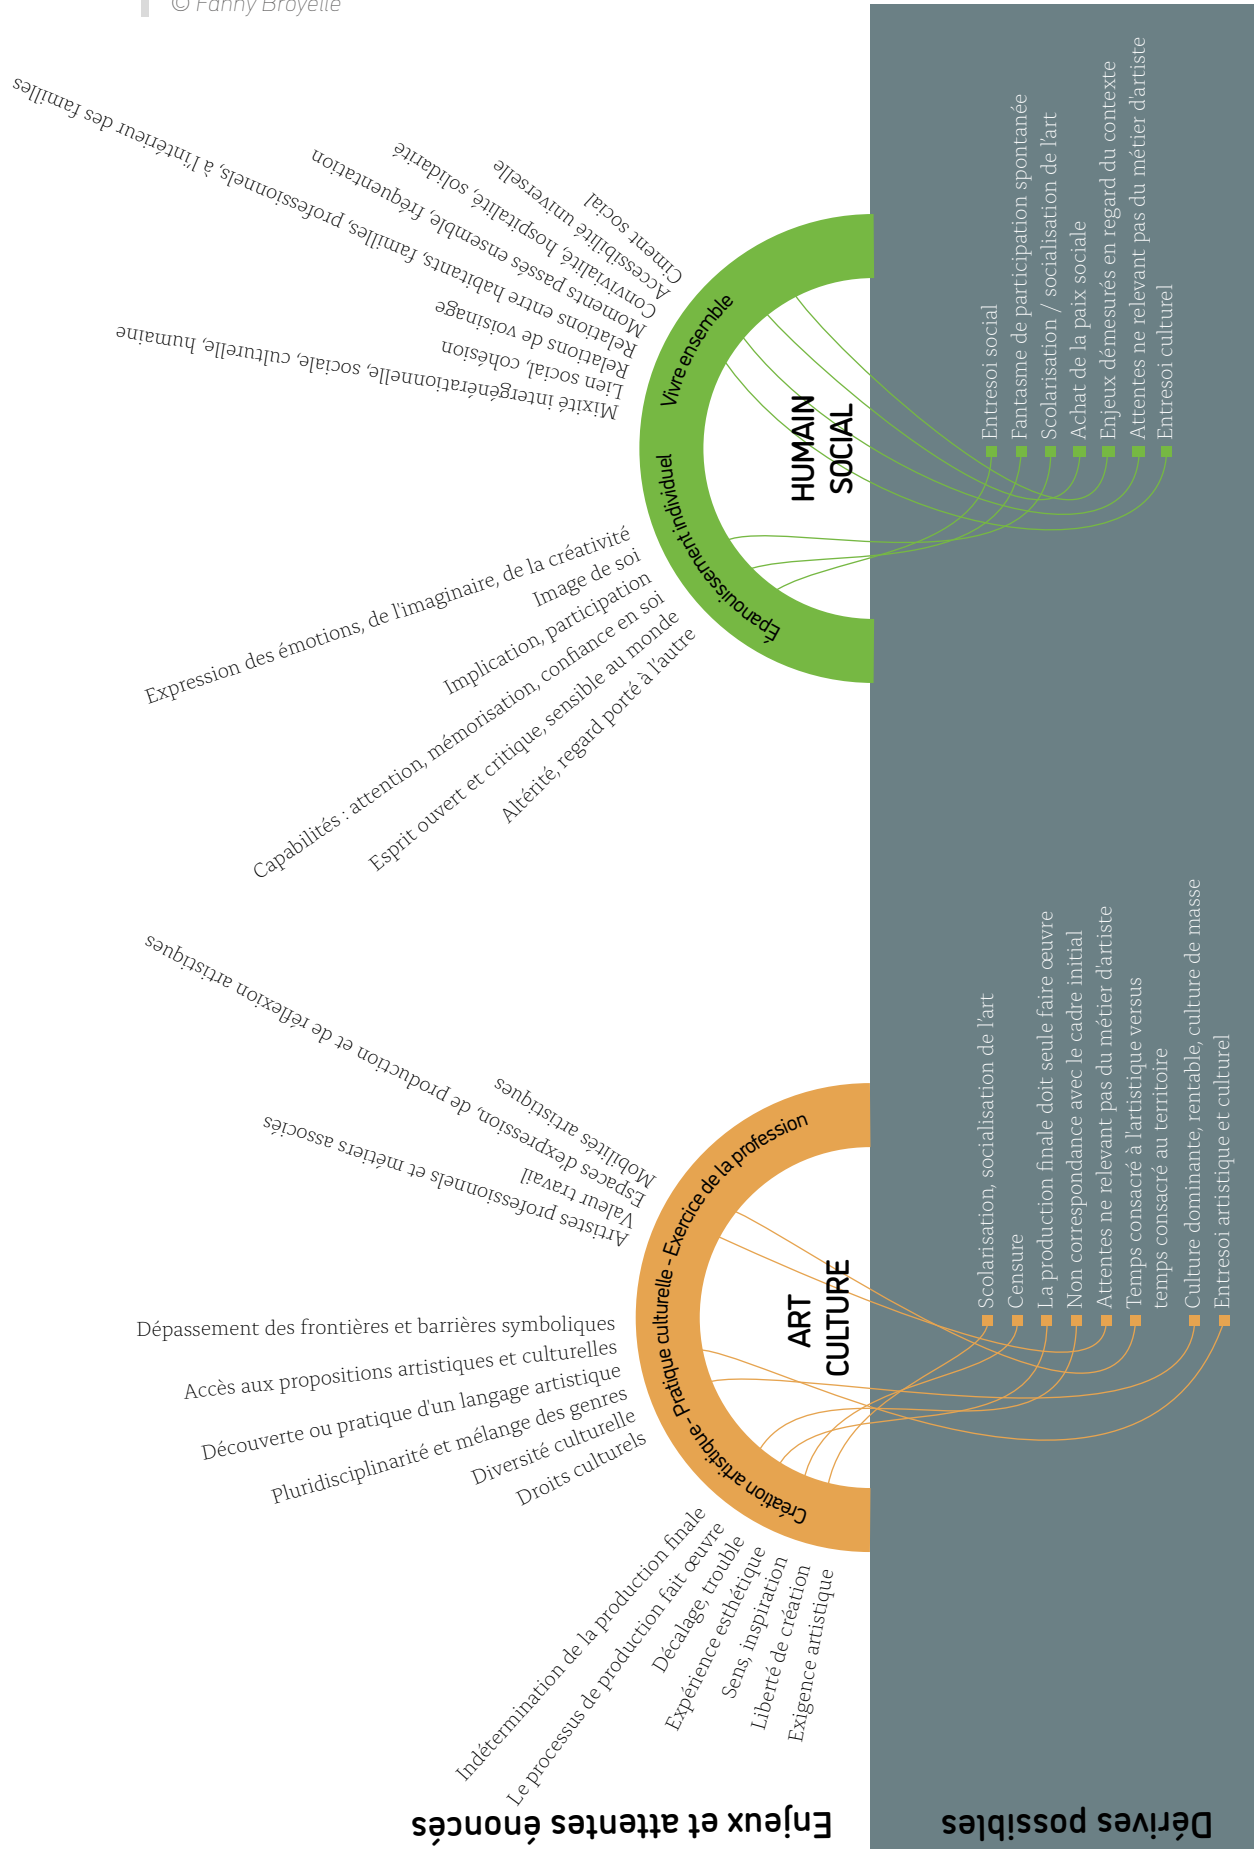 © Fanny Broyelle
Enjeux et attentes énoncés
Exigence artistique
Liberté de création
Sens, inspiration
Expérience esthétique
Décalage, trouble
Le processus de production fait œuvre
Indétermination de la production finale
Droits culturels
Diversité culturelle
Pluridisciplinarité et mélange des genres
Découverte ou pratique d'un langage artistique
Accès aux propositions artistiques et culturelles
Dépassement des frontières et barrières symboliques
Artistes professionnels et métiers associés
Valeur travail
Espaces d'expression, de production et de réflexion artistiques
Mobilités artistiques
Création artistique - Pratique culturelle - Exercice de la profession
ART
CULTURE
Altérité, regard porté à l'autre
Esprit ouvert et critique, sensible au monde
Capabilités : attention, mémorisation, confiance en soi
Implication, participation
Image de soi
Expression des émotions, de l'imaginaire, de la créativité
Mixité intergénérationnelle, sociale, culturelle, humaine
Lien social, cohésion
Relations de voisinage
Relations entre habitants, familles, professionnels, à l'intérieur des familles
Moments passés ensemble, fréquentation
Convivialité, hospitalité, solidarité
Accessibilité universelle
Ciment social
Épanouissement individuel
Vivre ensemble
HUMAIN
SOCIAL
Dérives possibles
Scolarisation, socialisation de l'art
Censure
La production finale doit seule faire œuvre
Non correspondance avec le cadre initial
Attentes ne relevant pas du métier d'artiste
Temps consacré à l'artistique versus
temps consacré au territoire
Culture dominante, rentable, culture de masse
Entresoi artistique et culturel
Entresoi social
Fantasme de participation spontanée
Scolarisation / socialisation de l'art
Achat de la paix sociale
Enjeux démesurés en regard du contexte
Attentes ne relevant pas du métier d'artiste
Entresoi culturel